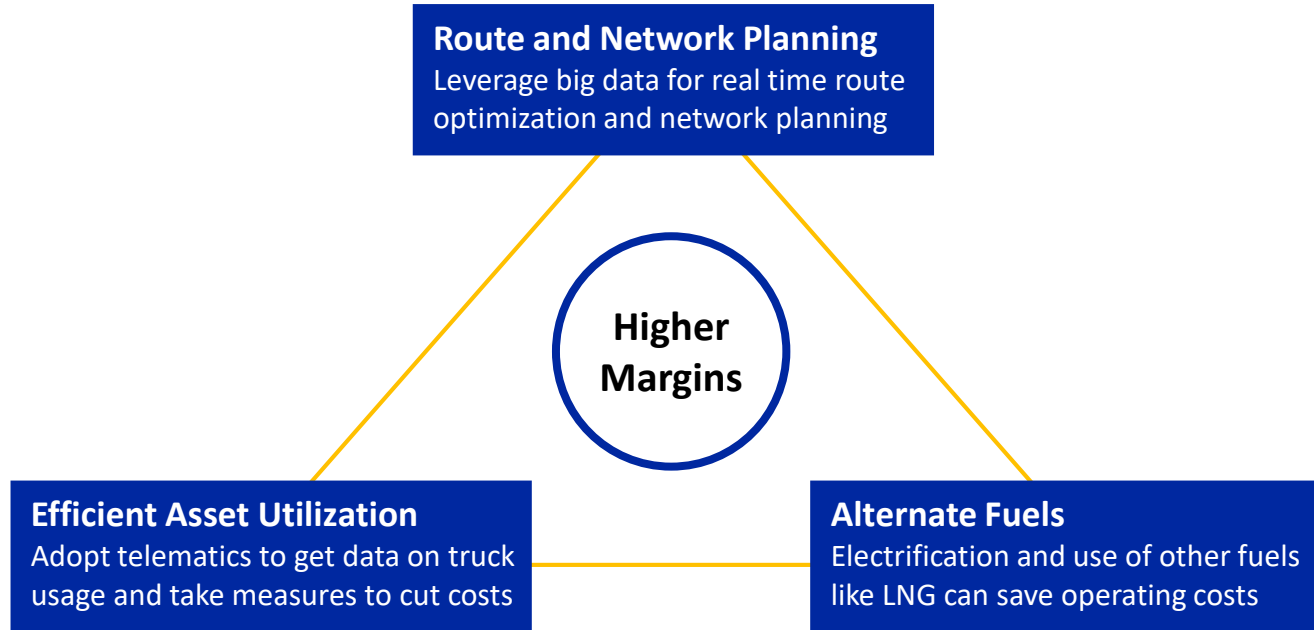 Route and Network Planning
Leverage big data for real time route
optimization and network planning
Higher
Margins
Efficient Asset Utilization
Adopt telematics to get data on truck
usage and take measures to cut costs
Alternate Fuels
Electrification and use of other fuels
like LNG can save operating costs